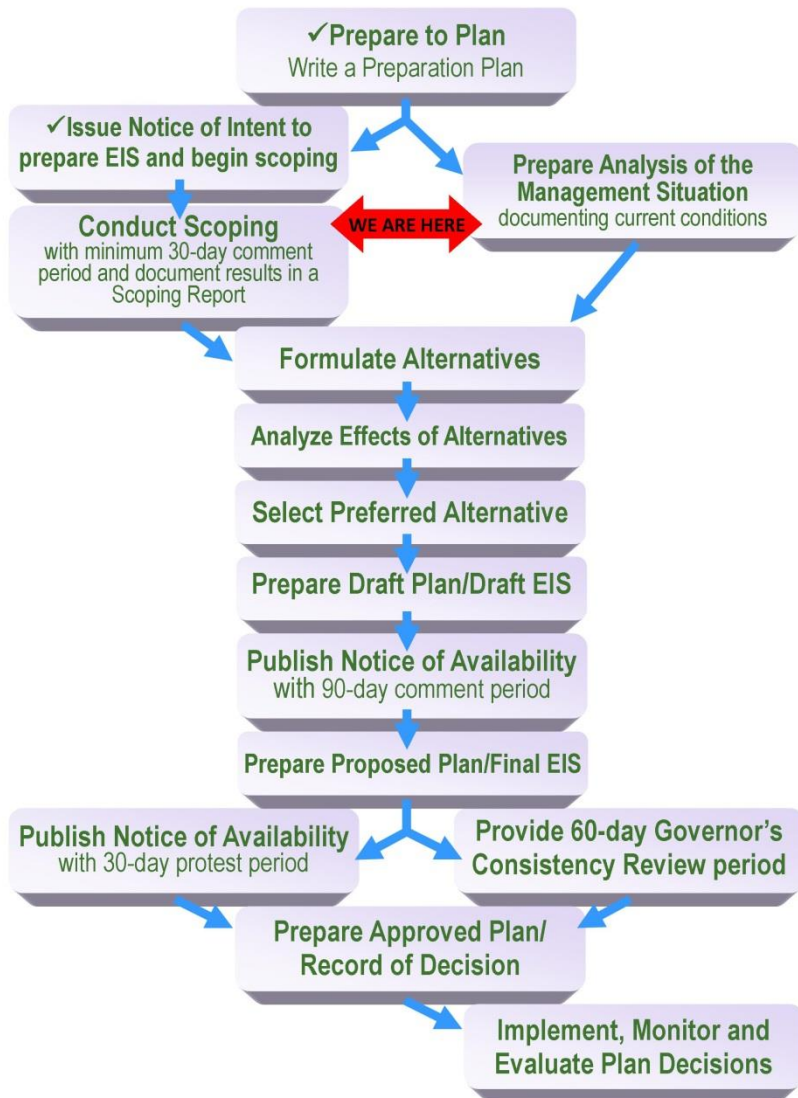 ✓Prepare to Plan
Write a Preparation Plan
✓Issue Notice of Intent to
prepare EIS and begin scoping
Prepare Analysis of the
Management Situation
documenting current conditions
Conduct Scoping
with minimum 30-day comment
period and document results in a
Scoping Report
WE ARE HERE
Formulate Alternatives
Analyze Effects of Alternatives
Select Preferred Alternative
Prepare Draft Plan/Draft EIS
Publish Notice of Availability
with 90-day comment period
Prepare Proposed Plan/Final EIS
Publish Notice of Availability
with 30-day protest period
Provide 60-day Governor's
Consistency Review period
Prepare Approved Plan/
Record of Decision
Implement, Monitor and
Evaluate Plan Decisions